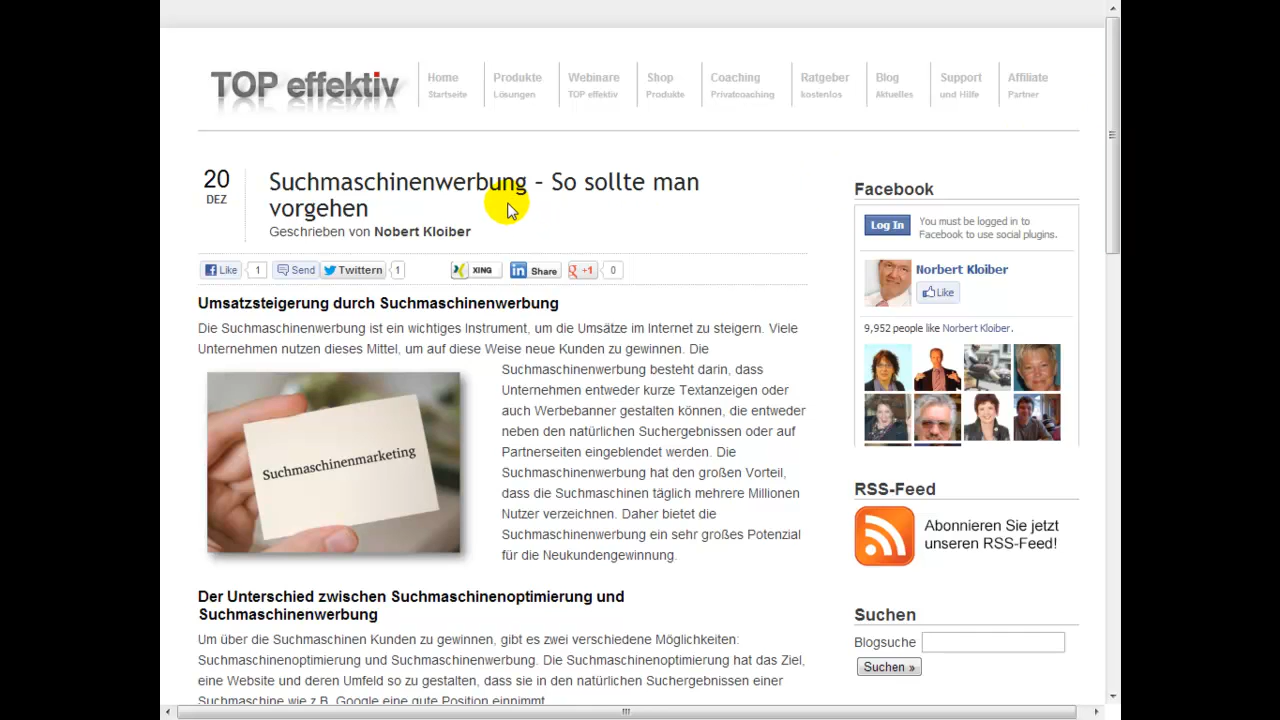 TOP effektiv
Home
Startseite
Produkte
Lösungen
Webinare
TOP effektiv
Shop
Produkte
Coaching
Privatcoaching
Ratgeber
kostenlos
Blog
Aktuelles
Support
und Hilfe
Affiliate
Partner
20
DEZ
Suchmaschinenwerbung – So sollte man
vorgehen
Geschrieben von Nobert Kloiber
Like 1 Send Twittern 1 XING Share +1 0
Umsatzsteigerung durch Suchmaschinenwerbung
Die Suchmaschinenwerbung ist ein wichtiges Instrument, um die Umsätze im Internet zu steigern. Viele
Unternehmen nutzen dieses Mittel, um auf diese Weise neue Kunden zu gewinnen. Die
Suchmaschinenwerbung besteht darin, dass
Unternehmen entweder kurze Textanzeigen oder
auch Werbebanner gestalten können, die entweder
neben den natürlichen Suchergebnissen oder auf
Partnerseiten eingeblendet werden. Die
Suchmaschinenwerbung hat den großen Vorteil,
dass die Suchmaschinen täglich mehrere Millionen
Nutzer verzeichnen. Daher bietet die
Suchmaschinenwerbung ein sehr großes Potenzial
für die Neukundengewinnung.
Suchmaschinenmarketing
Der Unterschied zwischen Suchmaschinenoptimierung und
Suchmaschinenwerbung
Um über die Suchmaschinen Kunden zu gewinnen, gibt es zwei verschiedene Möglichkeiten:
Suchmaschinenoptimierung und Suchmaschinenwerbung. Die Suchmaschinenoptimierung hat das Ziel,
eine Website und deren Umfeld so zu gestalten, dass sie in den natürlichen Suchergebnissen einer
Suchmaschine wie z.B. Google eine gute Position einnimmt.
Facebook
Log In
You must be logged in to
Facebook to use social plugins.
Norbert Kloiber
Like
9,952 people like Norbert Kloiber.
RSS-Feed
Abonnieren Sie jetzt
unseren RSS-Feed!
Suchen
Blogsuche
Suchen »